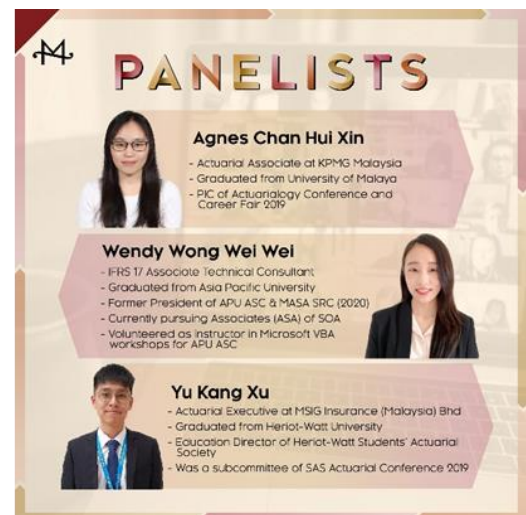 PANELISTS
Agnes Chan Hui Xin
- Actuarial Associate at KPMG Malaysia
- Graduated from University of Malaya
- PIC of Actuarialogy Conference and
Career Fair 2019
Wendy Wong Wei Wei
- IFRS 17 Associate Technical Consultant
- Graduated from Asia Pacific University
- Former President of APU ASC & MASA SRC (2020)
- Currently pursuing Associates (ASA) of SOA
- Volunteered as instructor in Microsoft VBA
workshops for APU ASC
Yu Kang Xu
- Actuarial Executive at MSIG Insurance (Malaysia) Bhd
- Graduated from Heriot-Watt University
- Education Director of Heriot-Watt Students' Actuarial
Society
- Was a subcommittee of SAS Actuarial Conference 2019